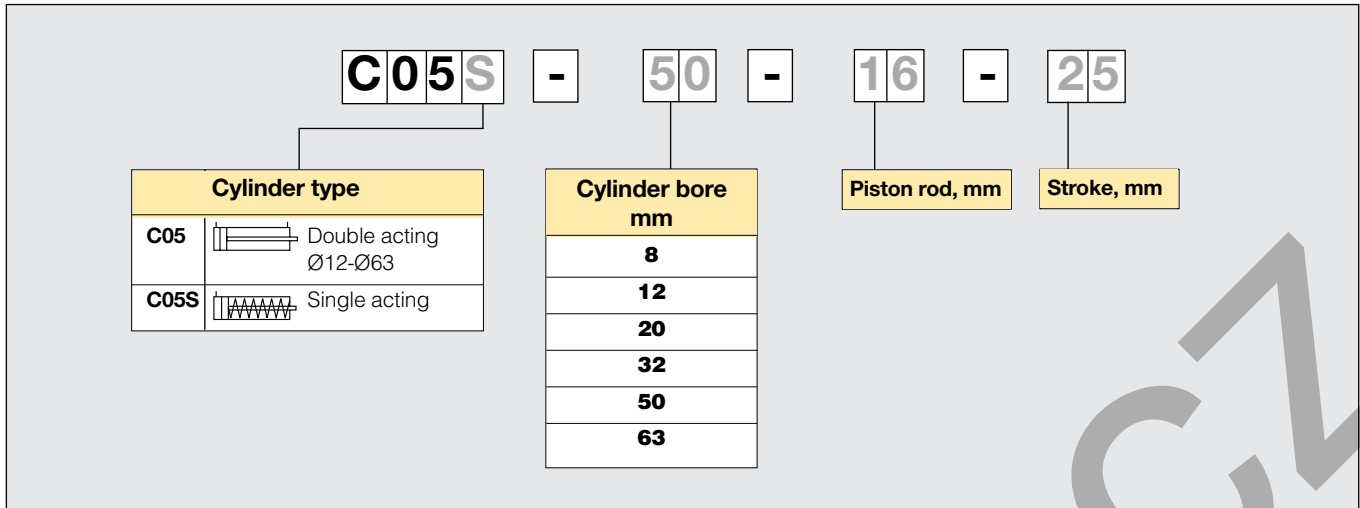 C05S - 50 - 16 - 25
Cylinder type
C05 Double acting
Ø12-Ø63
C05S Single acting
Cylinder bore
mm
8
12
20
32
50
63
Piston rod, mm
Stroke, mm
CZ